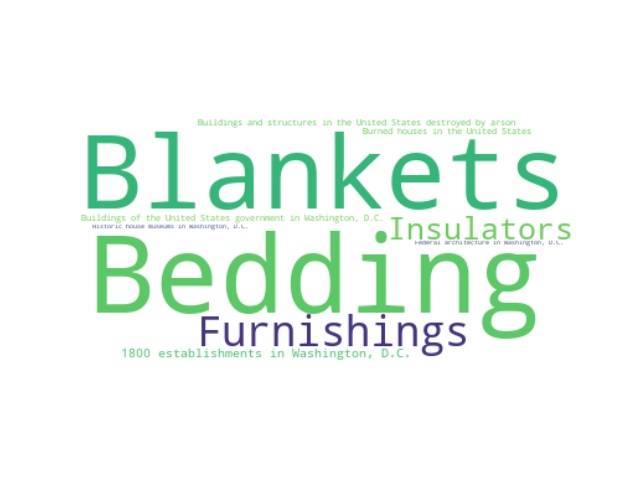 Buildings and structures in the United States destroyed by arson
Burned houses in the United States
Blankets
Buildings of the United States government in Washington, D.C.
Insulators
Historic house museums in Washington, D.C.
Federal architecture in Washington, D.C.
Bedding
Furnishings
1800 establishments in Washington, D.C.